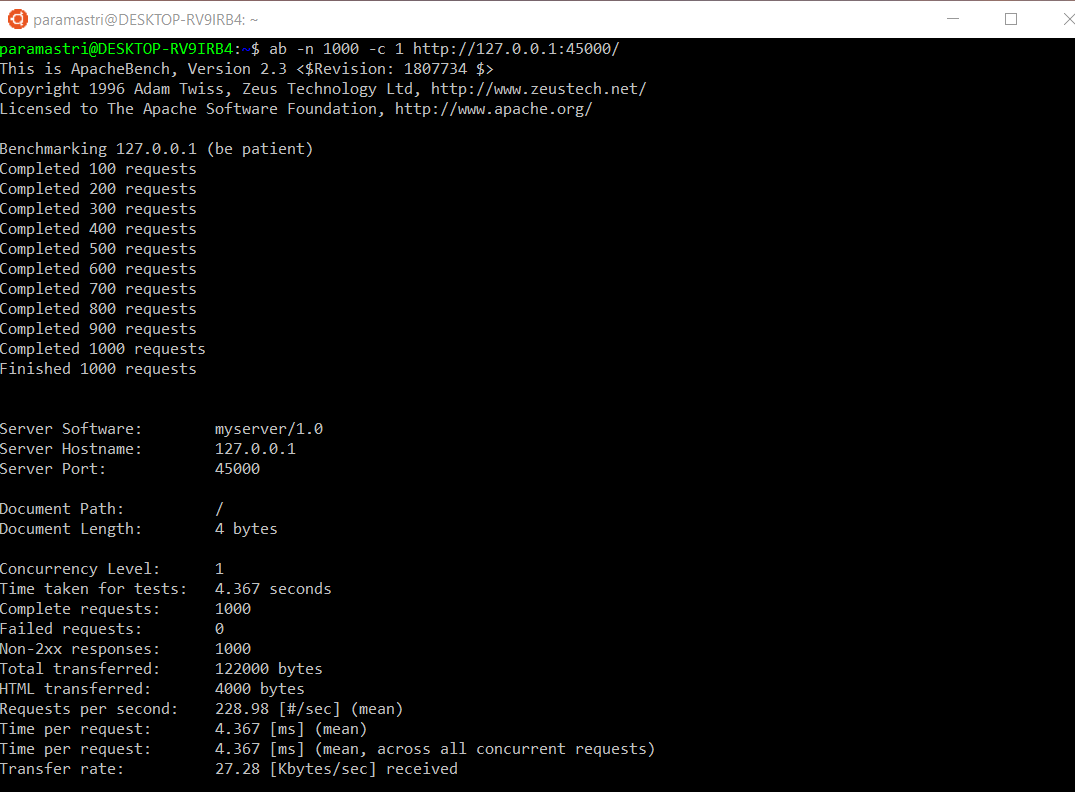 paramastri@DESKTOP-RV9IRB4: ~
paramastri@DESKTOP-RV9IRB4:~$ ab -n 1000 -c 1 http://127.0.0.1:45000/
This is ApacheBench, Version 2.3 <$Revision: 1807734 $>
Copyright 1996 Adam Twiss, Zeus Technology Ltd, http://www.zeustech.net/
Licensed to The Apache Software Foundation, http://www.apache.org/

Benchmarking 127.0.0.1 (be patient)
Completed 100 requests
Completed 200 requests
Completed 300 requests
Completed 400 requests
Completed 500 requests
Completed 600 requests
Completed 700 requests
Completed 800 requests
Completed 900 requests
Completed 1000 requests
Finished 1000 requests


Server Software:        myserver/1.0
Server Hostname:        127.0.0.1
Server Port:            45000

Document Path:          /
Document Length:        4 bytes

Concurrency Level:      1
Time taken for tests:   4.367 seconds
Complete requests:      1000
Failed requests:        0
Non-2xx responses:      1000
Total transferred:      122000 bytes
HTML transferred:       4000 bytes
Requests per second:    228.98 [#/sec] (mean)
Time per request:       4.367 [ms] (mean)
Time per request:       4.367 [ms] (mean, across all concurrent requests)
Transfer rate:          27.28 [Kbytes/sec] received